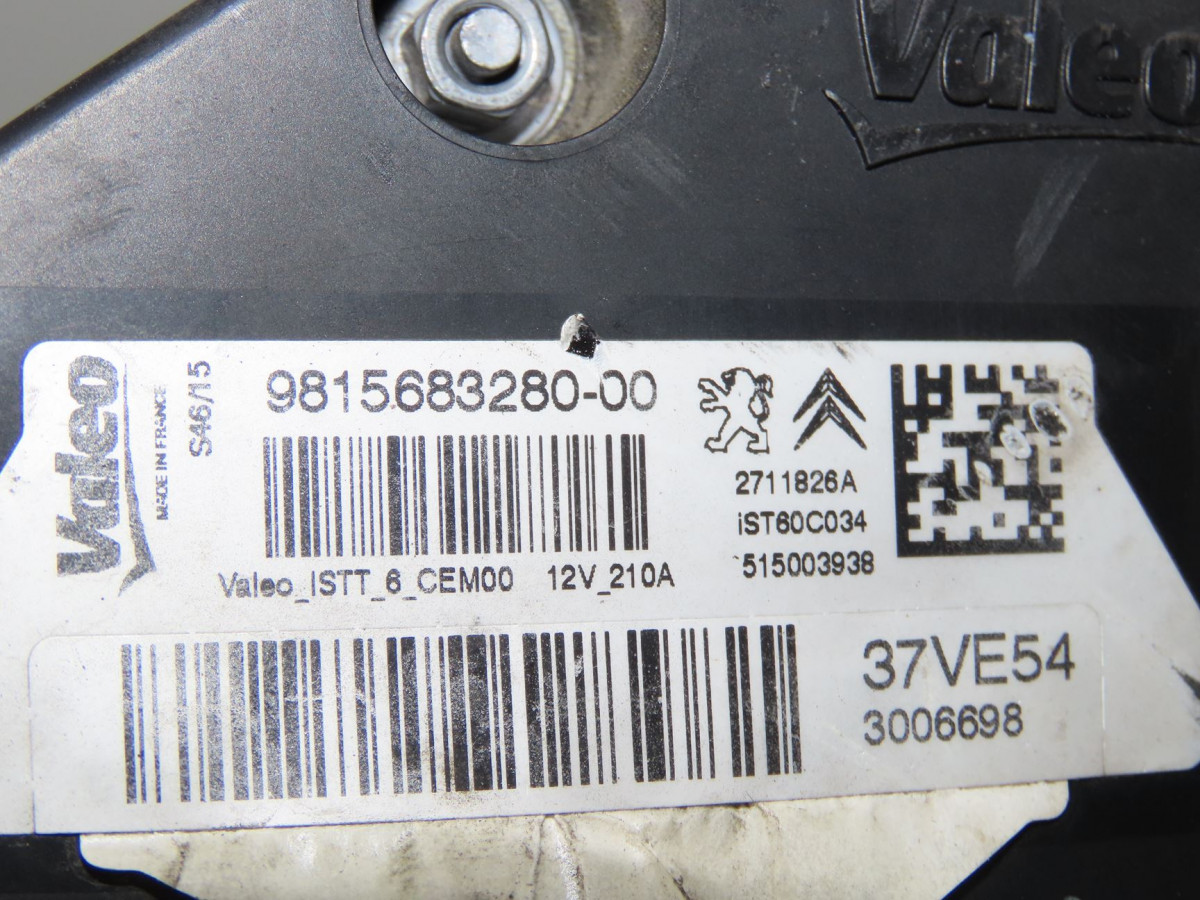 Valeo
Valeo
MADE IN FRANCE
S46/15
9815683280-00
2711826A
iST60C034
515003938
Valeo_ISTT_6_CEM00 12V_210A
37VE54
3006698